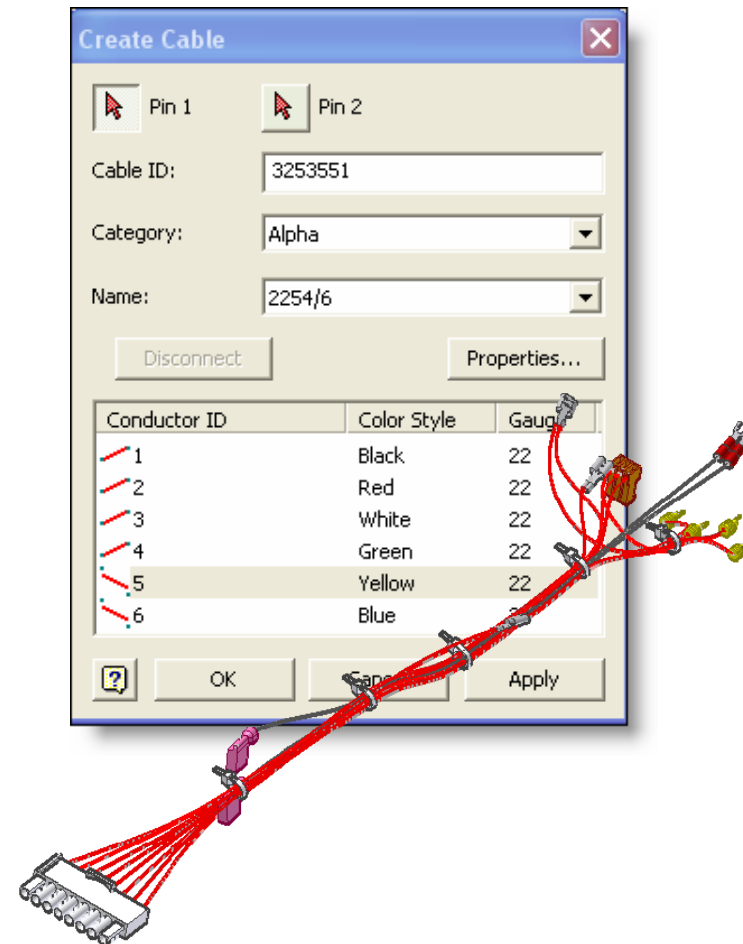 Create Cable
Pin 1 Pin 2
Cable ID: 3253551
Category: Alpha
Name: 2254/6
Disconnect Properties...
Conductor ID Color Style
1 Black 22
2 Red 22
3 White 22
4 Green 22
5 Yellow 22
6 Blue
OK Apply